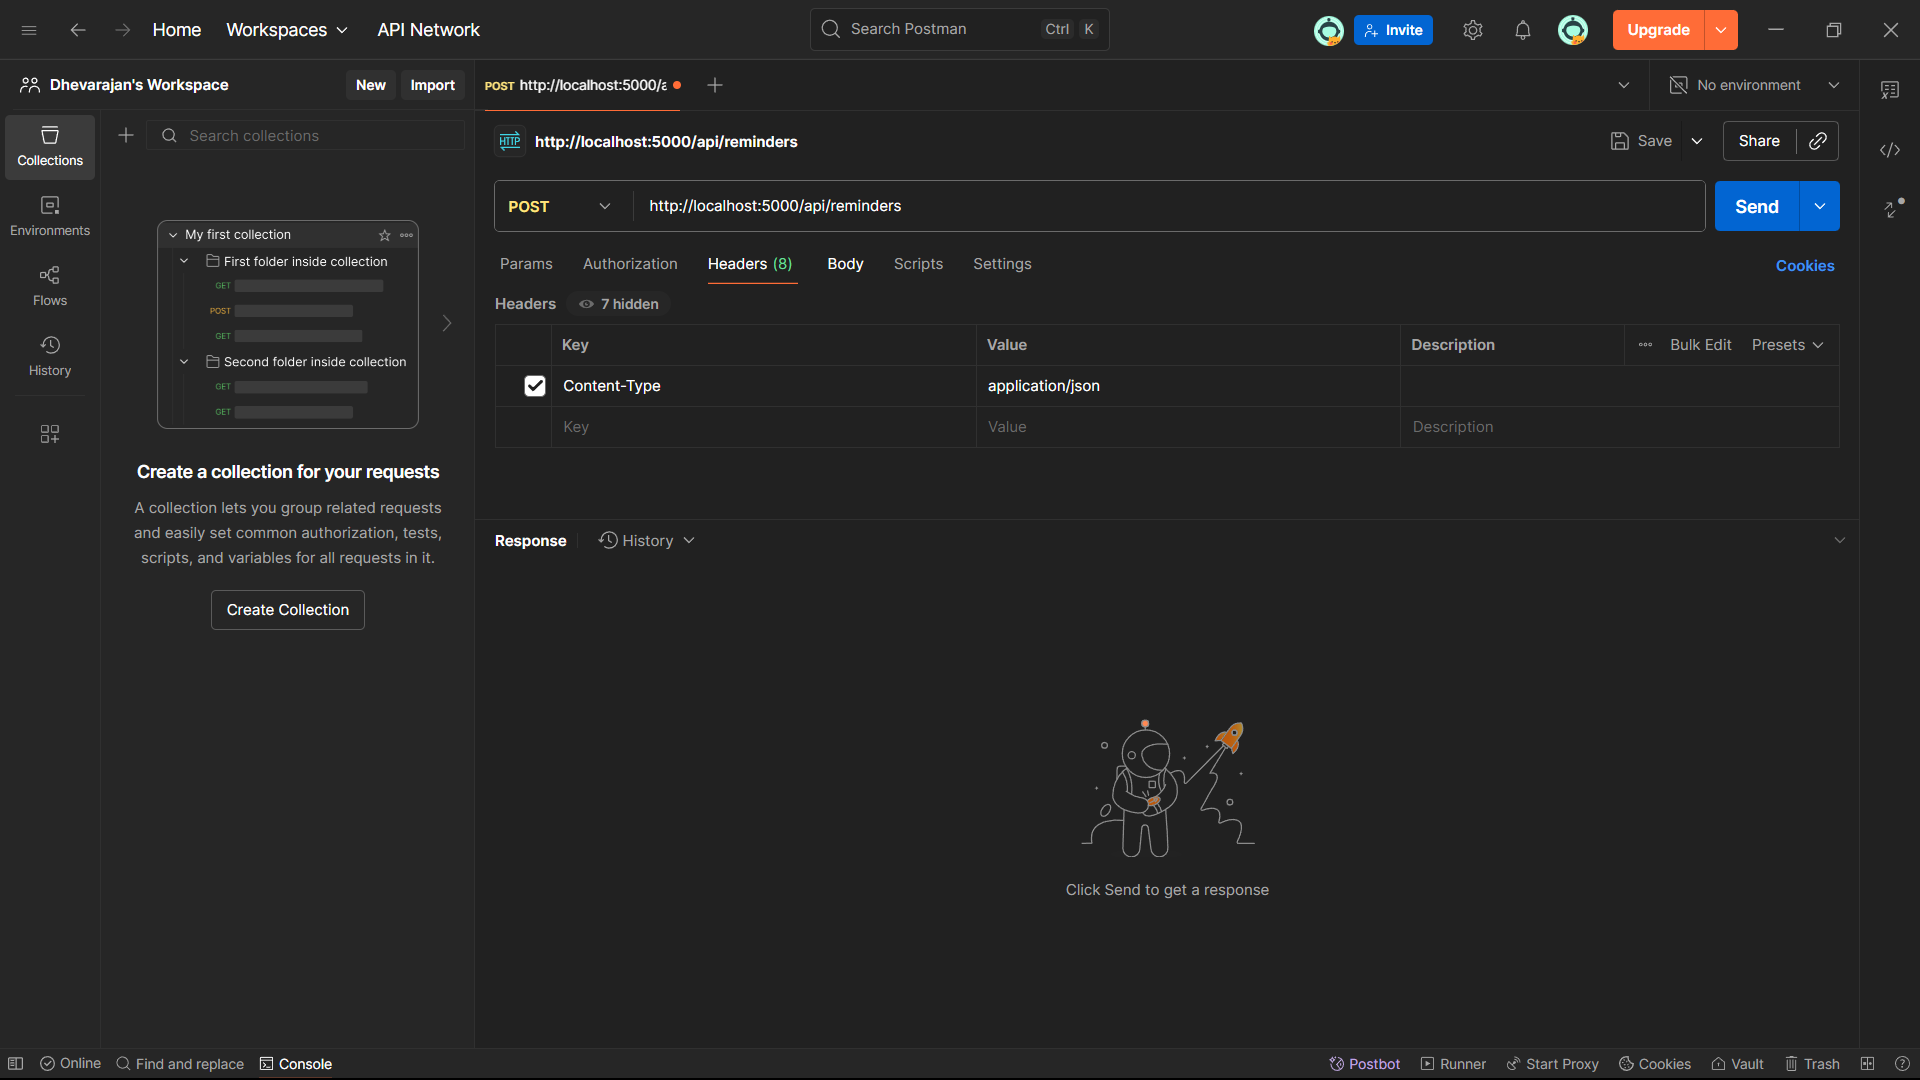 Home Workspaces API Network Search Postman Ctrl K Invite Upgrade
Dhevarajan's Workspace New Import
POST http://localhost:5000/a No environment
Collections
Environments
Flows
History
Search collections
My first collection
First folder inside collection
GET
POST
GET
Second folder inside collection
GET
GET
Create a collection for your requests
A collection lets you group related requests
and easily set common authorization, tests,
scripts, and variables for all requests in it.
Create Collection
HTTP http://localhost:5000/api/reminders Save Share
POST http://localhost:5000/api/reminders Send
Params Authorization Headers (8) Body Scripts Settings Cookies
Headers 7 hidden
Key Value Description Bulk Edit Presets
Content-Type application/json
Key Value Description
Response History
Click Send to get a response
Online Find and replace Console Postbot Runner Start Proxy Cookies Vault Trash